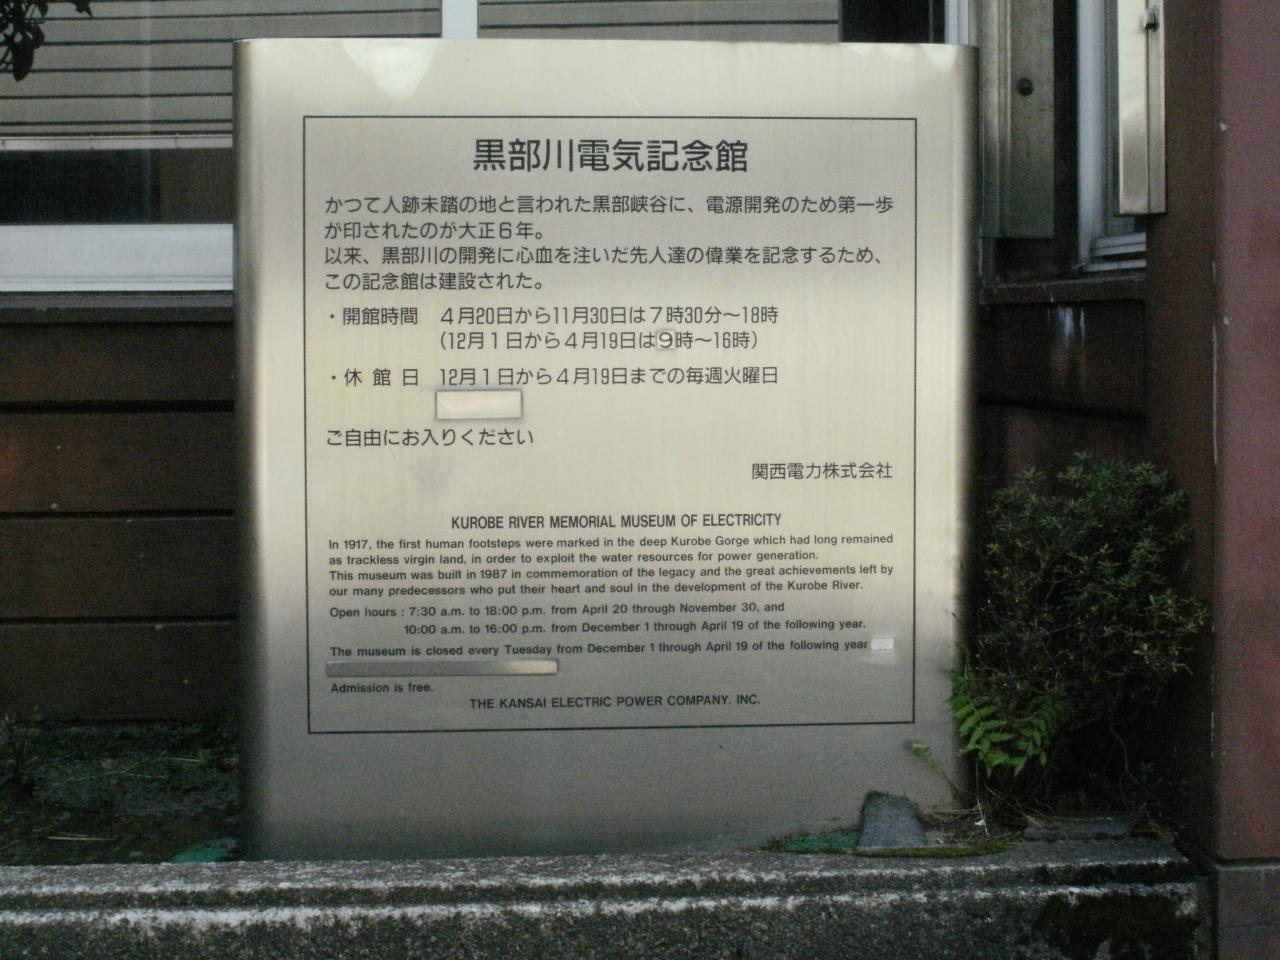 黒部川電気記念館
かつて人跡未踏の地と言われた黒部峡谷に、電源開発のため第一歩
が印されたのが大正6年。
以来、黒部川の開発に心血を注いだ先人達の偉業を記念するため、
この記念館は建設された。
・開館時間　4月20日から11月30日は7時30分～18時
（12月1日から4月19日は9時～16時）
・休館日　12月1日から4月19日までの毎週火曜日
ご自由にお入りください
関西電力株式会社
KUROBE RIVER MEMORIAL MUSEUM OF ELECTRICITY
In 1917, the first human footsteps were marked in the deep Kurobe Gorge which had long remained
as trackless virgin land, in order to exploit the water resources for power generation.
This museum was built in 1987 in commemoration of the legacy and the great achievements left by
our many predecessors who put their heart and soul in the development of the Kurobe River.
Open hours : 7:30 a.m. to 18:00 p.m. from April 20 through November 30, and
10:00 a.m. to 16:00 p.m. from December 1 through April 19 of the following year.
The museum is closed every Tuesday from December 1 through April 19 of the following year
Admission is free.
THE KANSAI ELECTRIC POWER COMPANY. INC.